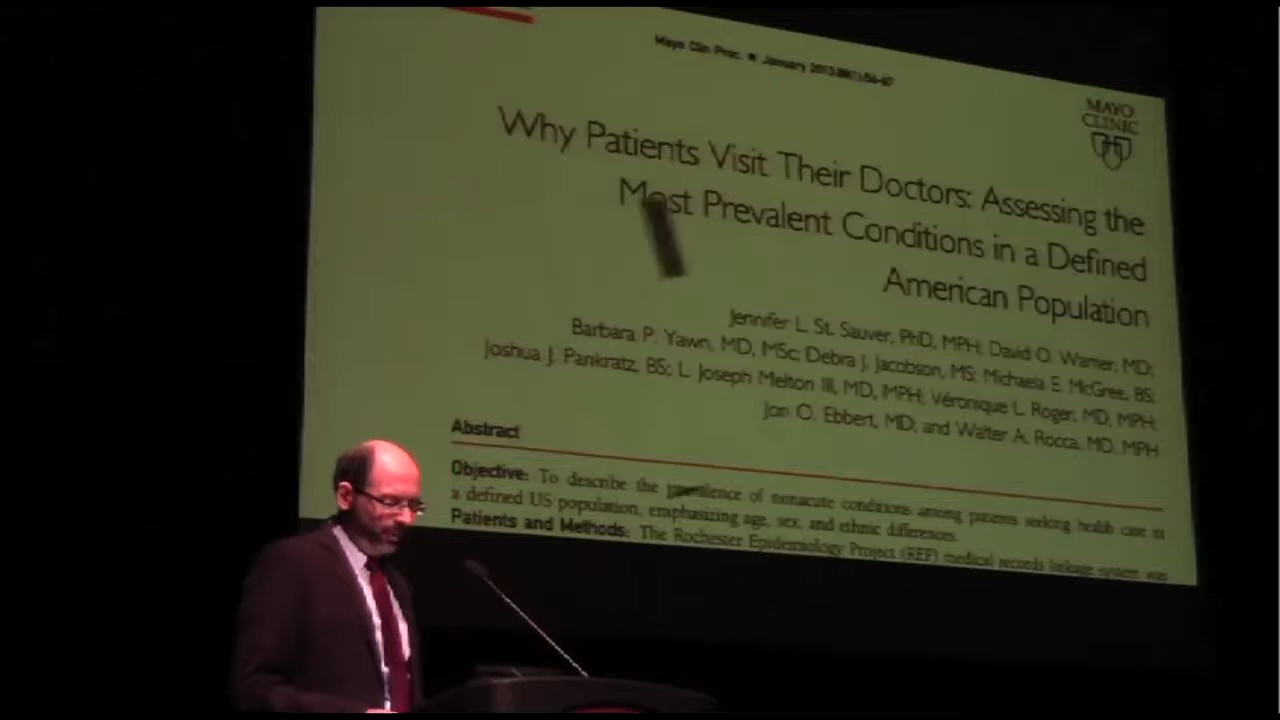 Mayo Clin Proc. ■ January 2013;88(1):56-67
MAYO
CLINIC
Why Patients Visit Their Doctors: Assessing the
Most Prevalent Conditions in a Defined
American Population
Jennifer L. St. Sauver, PhD, MPH; David O. Warner, MD;
Barbara P. Yawn, MD, MSc; Debra J. Jacobson, MS; Michaela E. McGree, BS;
Joshua J. Pankratz, BS; L. Joseph Melton III, MD, MPH; Véronique L. Roger, MD, MPH;
Jon O. Ebbert, MD; and Walter A. Rocca, MD, MPH
Abstract
Objective: To describe the prevalence of nonacute conditions among patients seeking health care in
a defined US population, emphasizing age, sex, and ethnic differences.
Patients and Methods: The Rochester Epidemiology Project (REP) medical records linkage system was